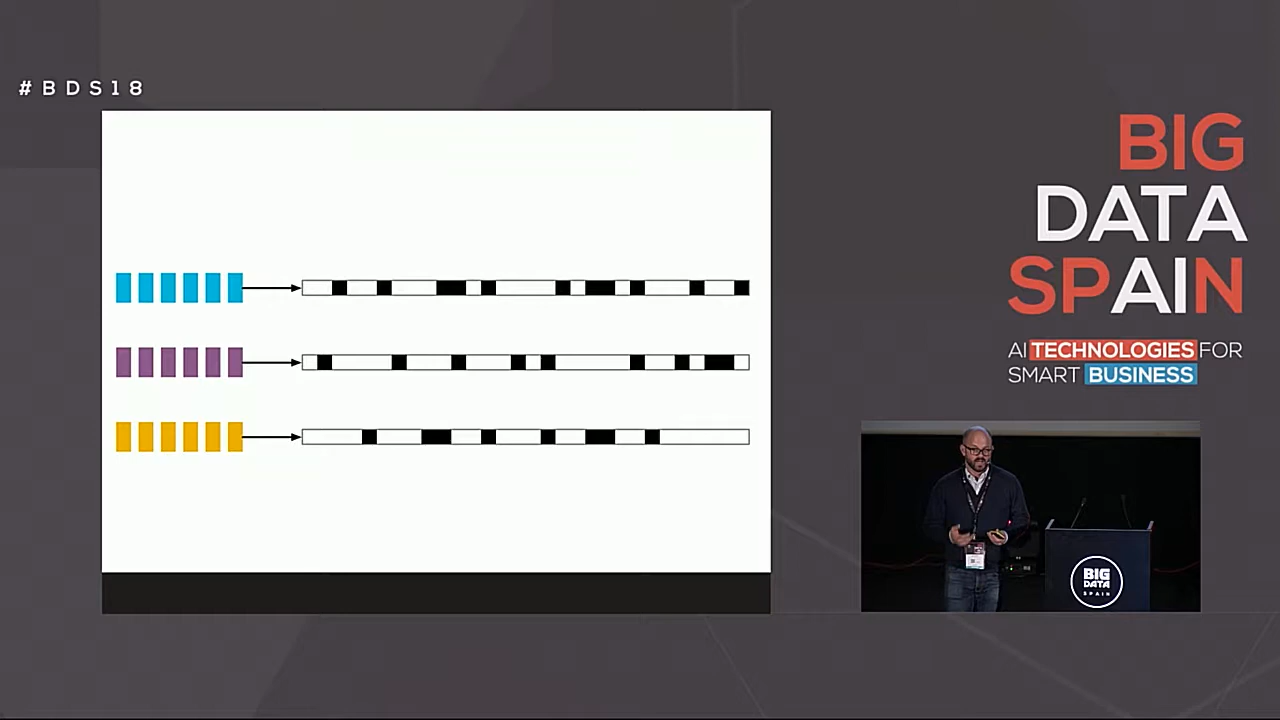 #BDS18
BIG
DATA
SPAIN
AI TECHNOLOGIES FOR
SMART BUSINESS
BIG
DATA
SPAIN